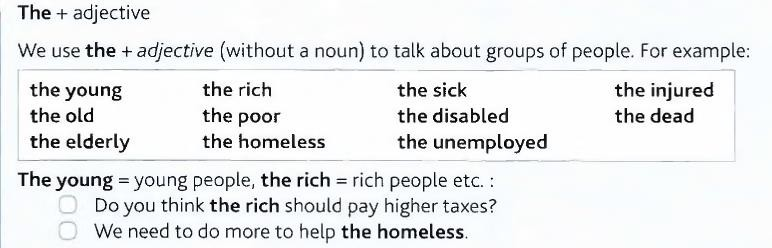 The + adjective
We use the + adjective (without a noun) to talk about groups of people. For example:
the young the rich the sick the injured
the old the poor the disabled the dead
the elderly the homeless the unemployed
The young = young people, the rich = rich people etc. :
Do you think the rich should pay higher taxes?
We need to do more to help the homeless.